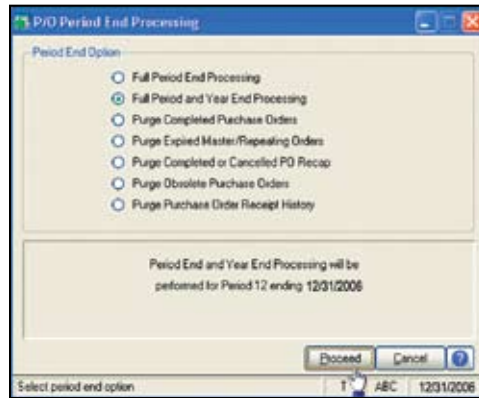 P/O Period End Processing
Period End Option
Full Period End Processing
Full Period and Year End Processing
Purge Completed Purchase Orders
Purge Expired Master/Repeating Orders
Purge Completed or Cancelled PO Recap
Purge Obsolete Purchase Orders
Purge Purchase Order Receipt History
Period End and Year End Processing will be
performed for Period 12 ending 12/31/2006
Proceed Cancel ?
Select period end option ABC 12/31/2006